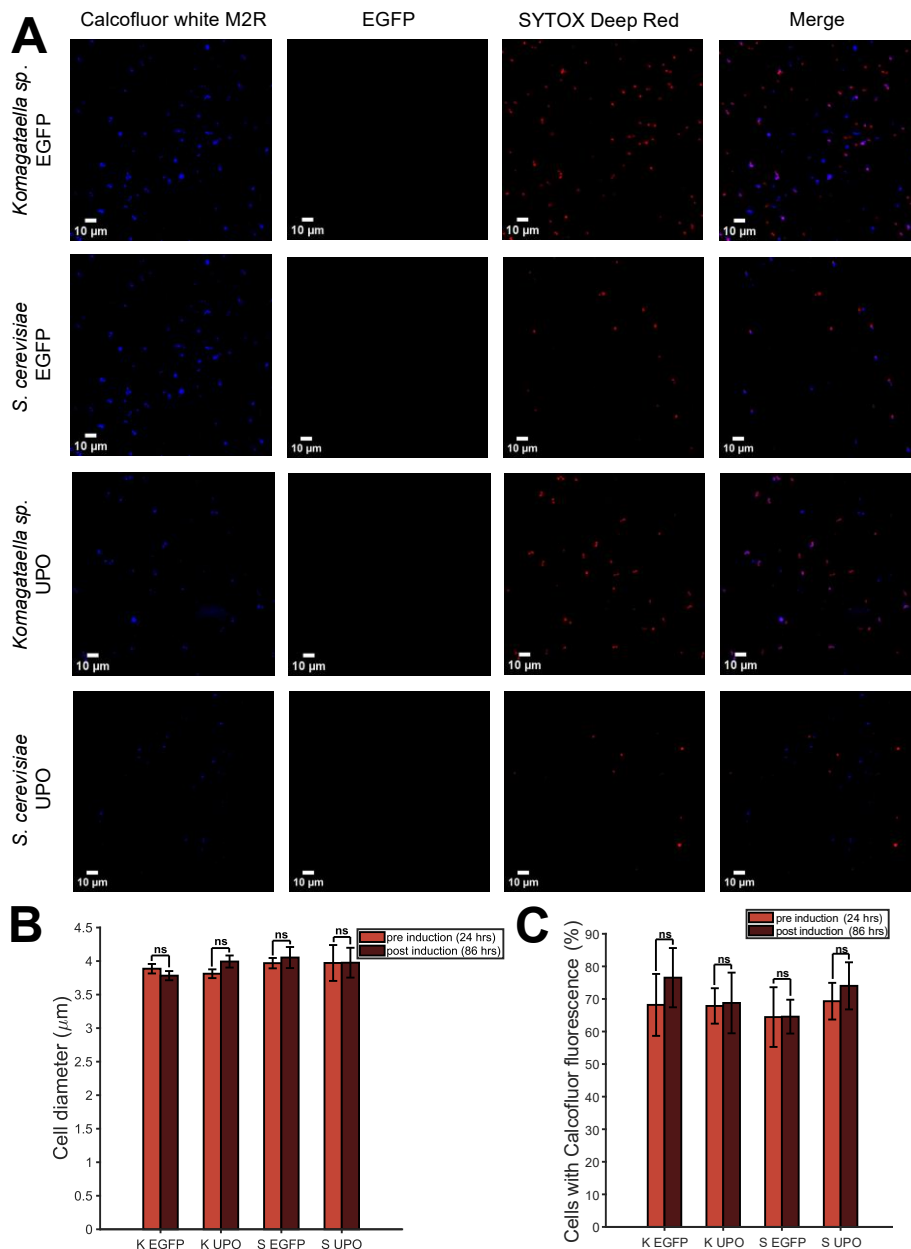 A
Calcofluor white M2R
EGFP
SYTOX Deep Red
Merge
Komagataella sp.
EGFP
10 µm
10 µm
10 µm
10 µm
S. cerevisiae
EGFP
10 µm
10 µm
10 µm
10 µm
Komagataella sp.
UPO
10 µm
10 µm
10 µm
10 µm
S. cerevisiae
UPO
10 µm
10 µm
10 µm
10 µm
B
Cell diameter (µm)
4.5
4
3.5
3
2.5
2
1.5
1
0.5
0
ns
ns
ns
ns
pre induction (24 hrs)
post induction (86 hrs)
K EGFP
K UPO
S EGFP
S UPO
C
Cells with Calcofluor fluorescence (%)
90
80
70
60
50
40
30
20
10
0
ns
ns
ns
ns
pre induction (24 hrs)
post induction (86 hrs)
K EGFP
K UPO
S EGFP
S UPO